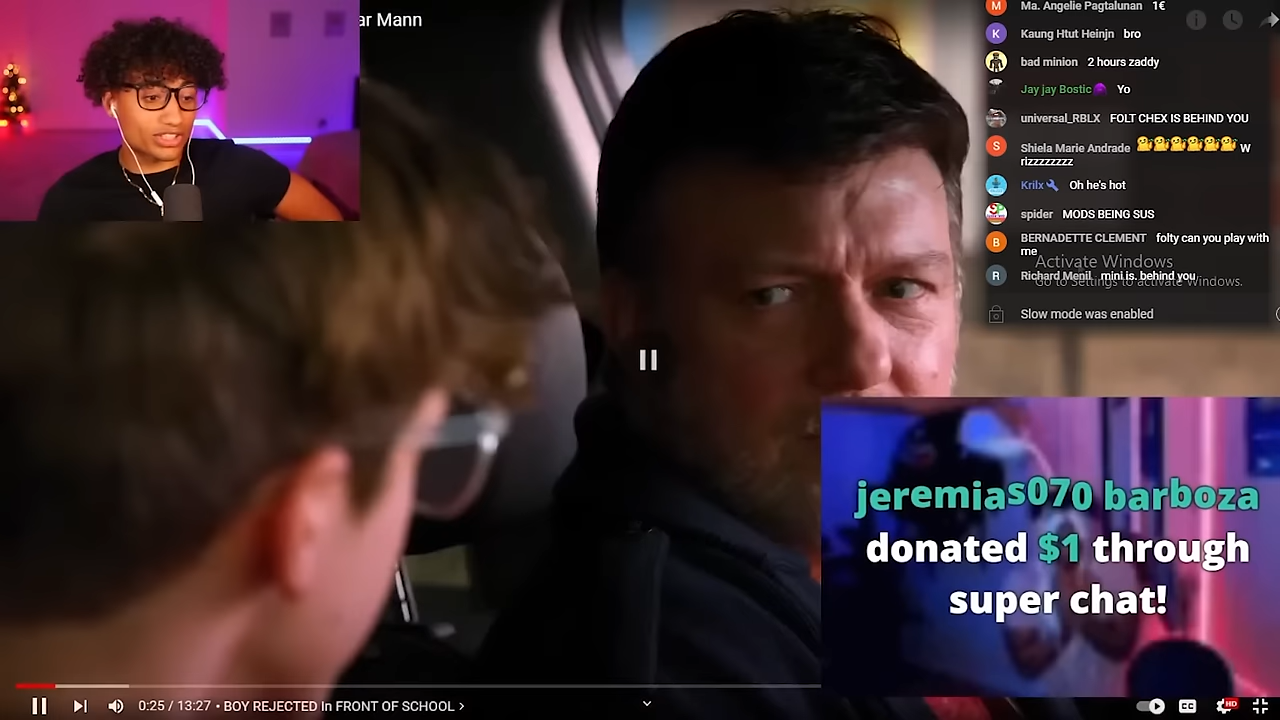 ar Mann
Ma. Angelie Pagtalunan 1€
Kaung Htut Heinjn bro
bad minion 2 hours zaddy
Jay jay Bostic Yo
universal_RBLX FOLT CHEX IS BEHIND YOU
Shiela Marie Andrade W
rizzzzzzzz
Krilx Oh he's hot
spider MODS BEING SUS
BERNADETTE CLEMENT folty can you play with
me
Activate Windows
Richard Menil mini is. behind you
Go to Settings to activate Windows.
Slow mode was enabled
jeremias070 barboza
donated $1 through
super chat!
0:25 / 13:27 • BOY REJECTED In FRONT OF SCHOOL >
CC
HD